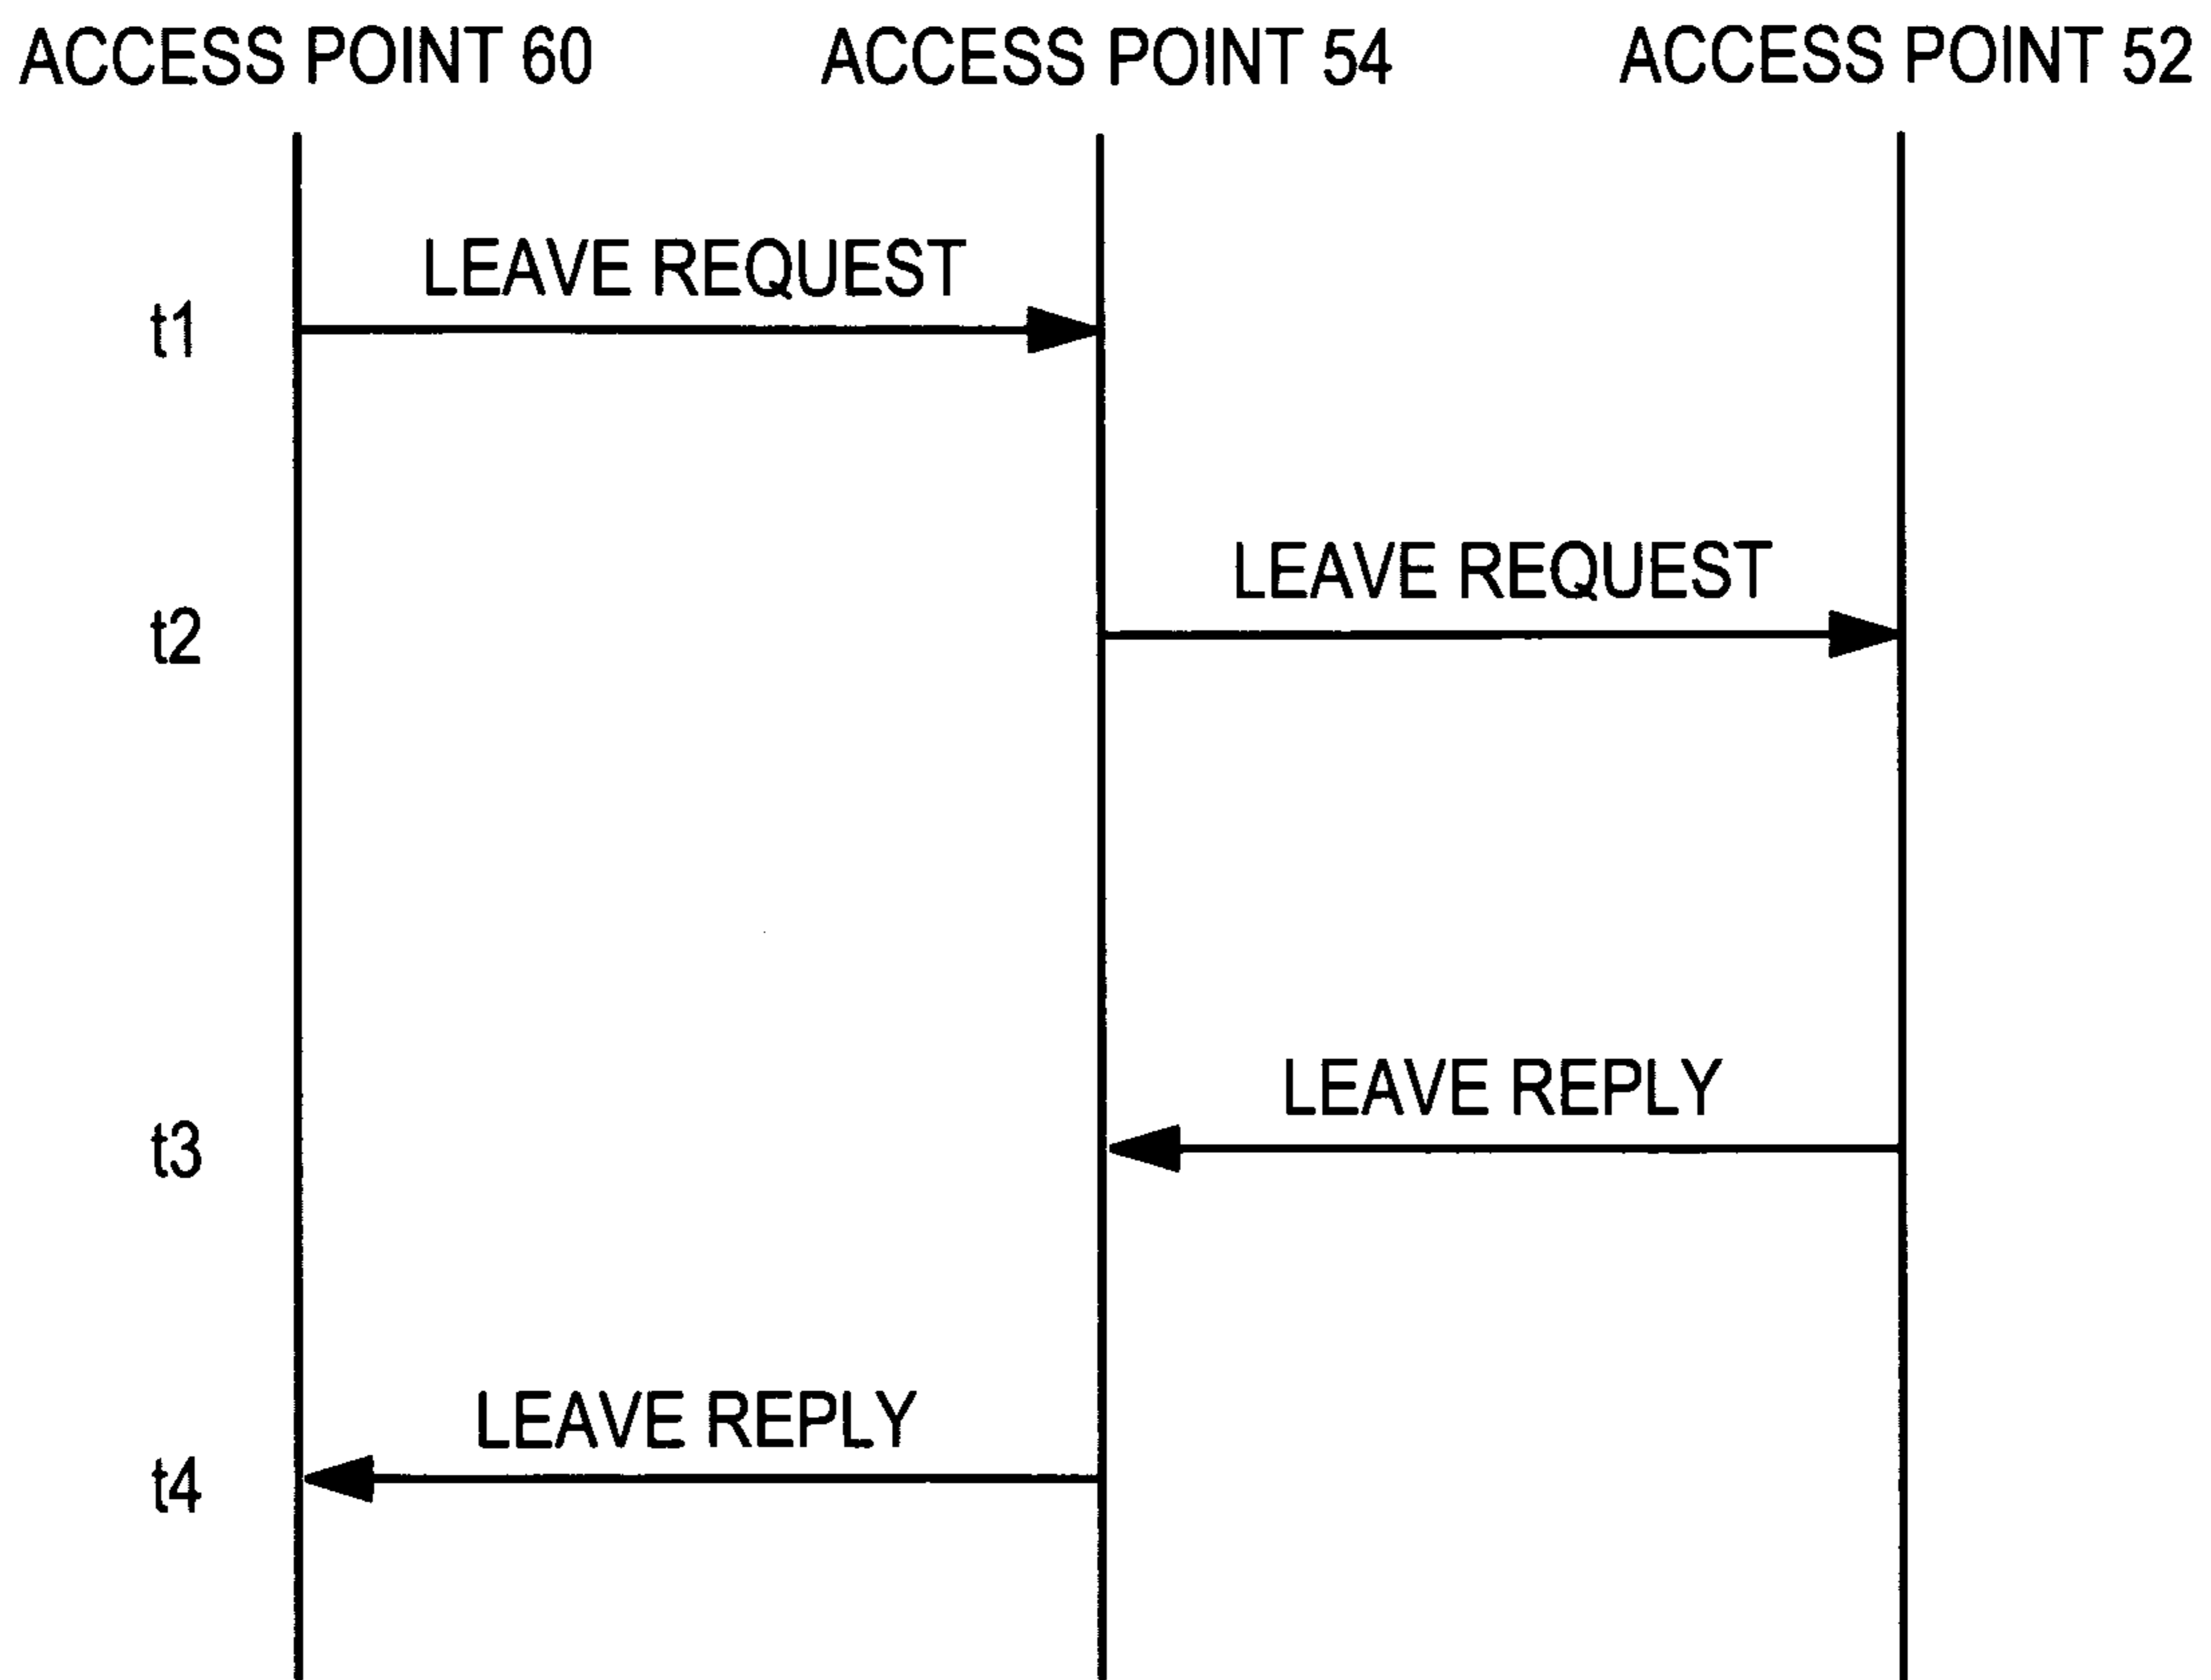 ACCESS POINT 60 ACCESS POINT 54 ACCESS POINT 52
LEAVE REQUEST
t1
LEAVE REQUEST
t2
LEAVE REPLY
t3
LEAVE REPLY
t4